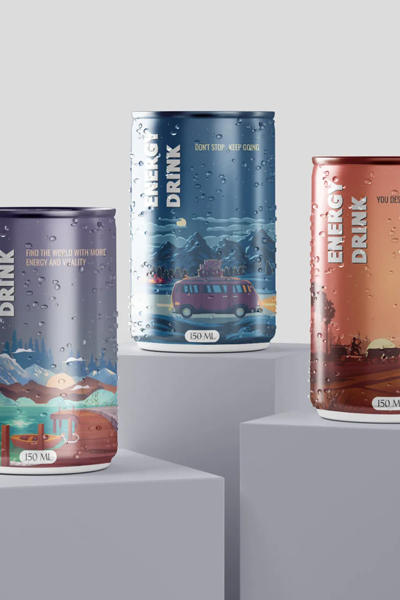 DRINK
FIND THE WORLD WITH MORE
ENERGY AND VITALITY
150 ML
ENERGY
DRINK
DON'T STOP KEEP GOING
150 ML
ENERGY
DRINK
YOU
150